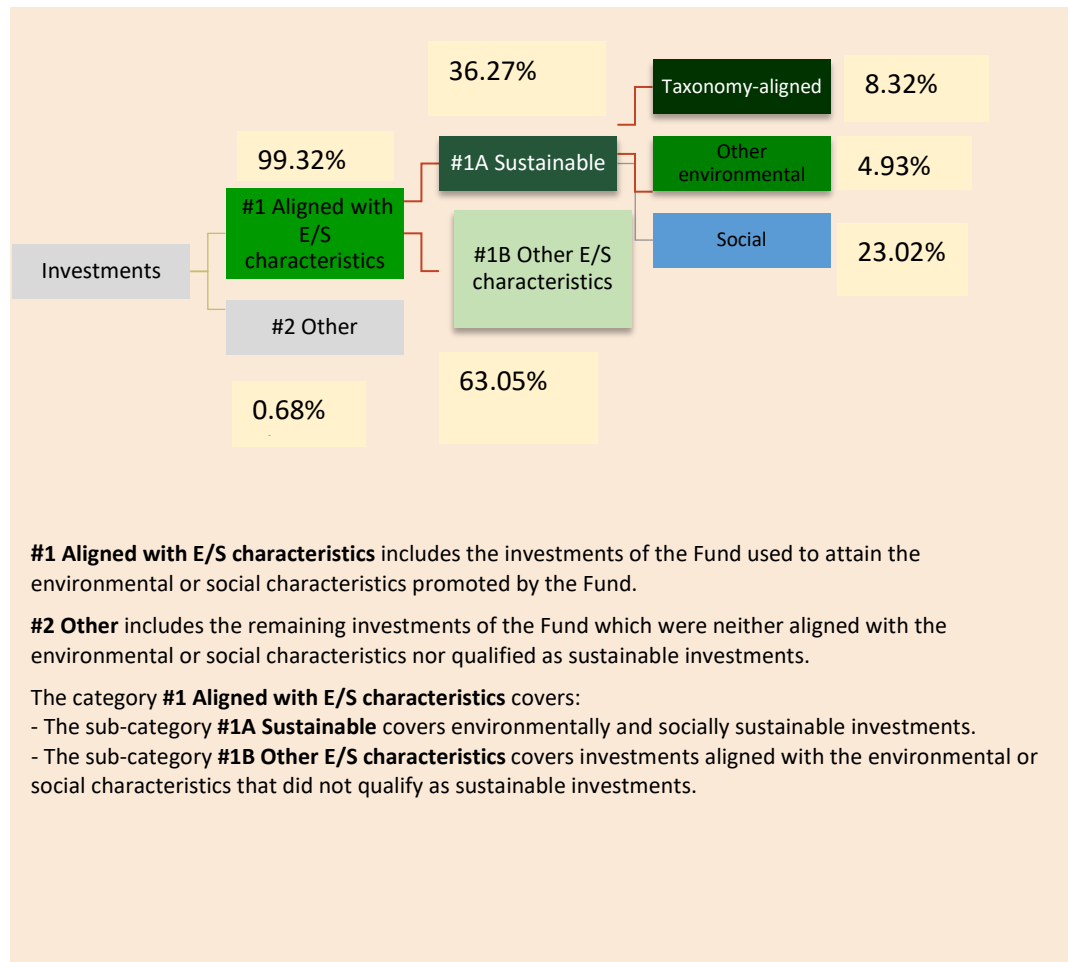 36.27%
Taxonomy-aligned
8.32%
99.32%
#1A Sustainable
Other
environmental
4.93%
#1 Aligned with
E/S
characteristics
Social
23.02%
Investments
#1B Other E/S
characteristics
#2 Other
63.05%
0.68%
#1 Aligned with E/S characteristics includes the investments of the Fund used to attain the
environmental or social characteristics promoted by the Fund.
#2 Other includes the remaining investments of the Fund which were neither aligned with the
environmental or social characteristics nor qualified as sustainable investments.
The category #1 Aligned with E/S characteristics covers:
- The sub-category #1A Sustainable covers environmentally and socially sustainable investments.
- The sub-category #1B Other E/S characteristics covers investments aligned with the environmental or
social characteristics that did not qualify as sustainable investments.